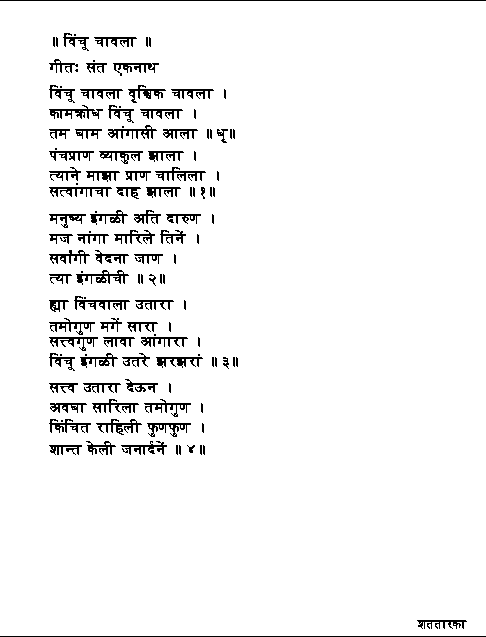 ॥ विंचू चावला ॥
गीतः संत एकनाथ
विंचू चावला वृश्चिक चावला ।
कामक्रोध विंचू चावला ।
तम घाम आंगासी आला ॥ धृ॥
पंचप्राण व्याकुल झाला ।
त्याने माझा प्राण चालिला ।
सत्वांगाचा दाह झाला ॥ १॥
मनुष्य इंगळी अति दारुण ।
मज नांगा मारिले तिनें ।
सर्वांगी वेदना जाण ।
त्या इंगळीची ॥ २॥
ह्या विंचवाला उतारा ।
तमोगुण मगें सारा ।
सत्त्वगुण लावा आंगारा ।
विंचू इंगळी उतरे झरझरां ॥ ३॥
सत्त्व उतारा देऊन ।
अवघा सारिला तमोगुण ।
किंचित राहिली फुणफुण ।
शान्त केली जनार्दनें ॥ ४॥
शततारका